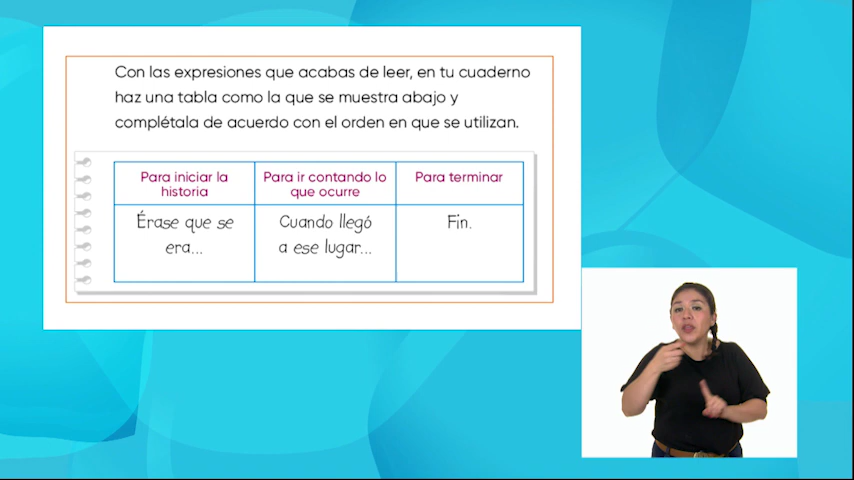 Con las expresiones que acabas de leer, en tu cuaderno
haz una tabla como la que se muestra abajo y
complétala de acuerdo con el orden en que se utilizan.
Para iniciar la
historia
Para ir contando lo
que ocurre
Para terminar
Érase que se
era...
Cuando llegó
a ese lugar...
Fin.